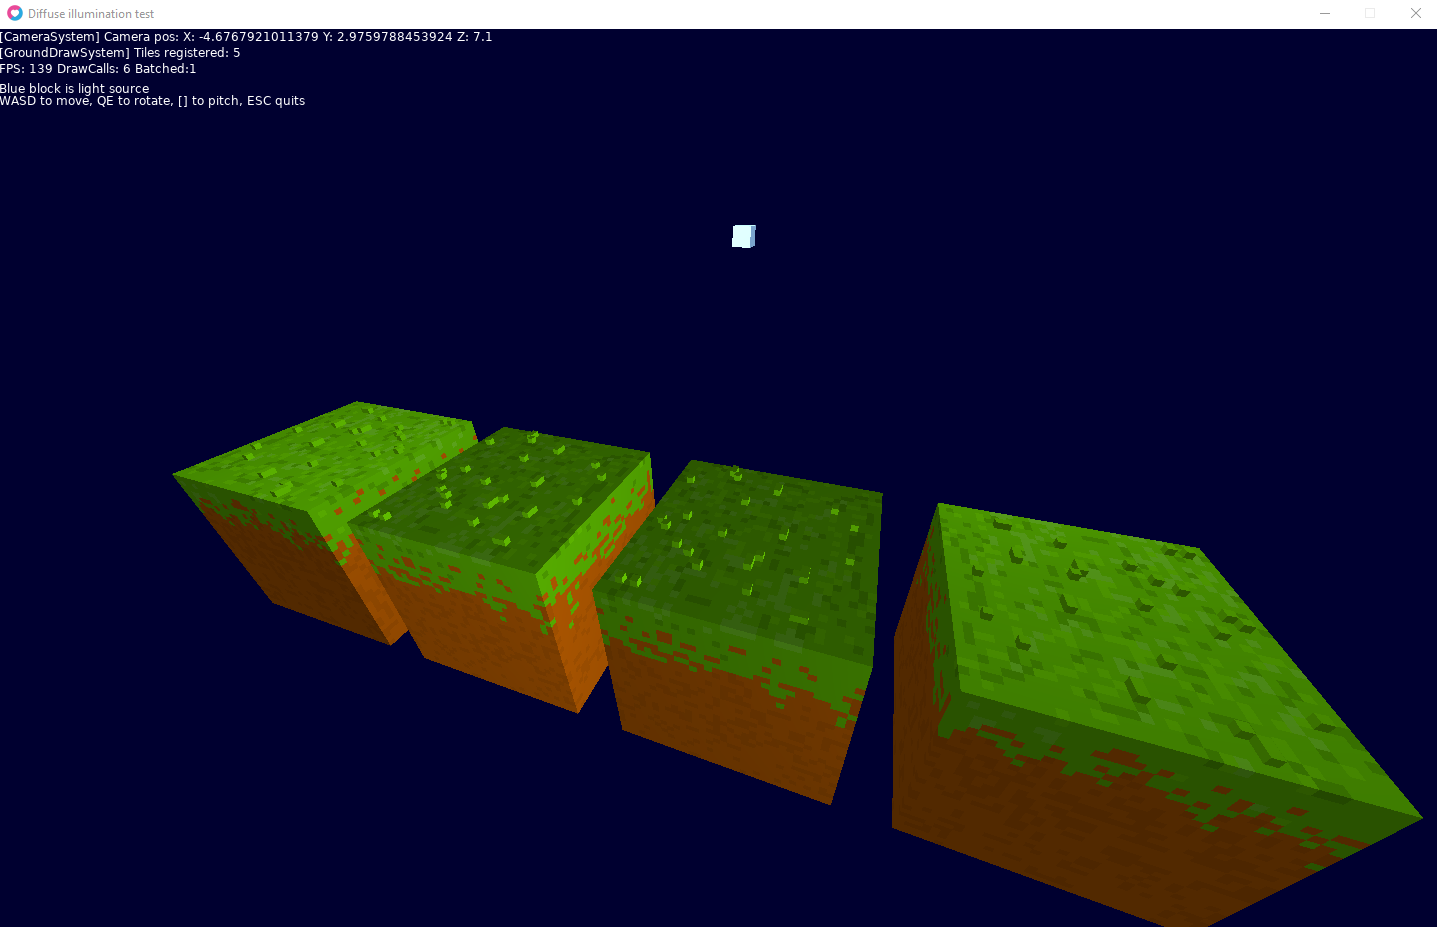 Diffuse illumination test
[CameraSystem] Camera pos: X: -4.6767921011379 Y: 2.9759788453924 Z: 7.1
[GroundDrawSystem] Tiles registered: 5
FPS: 139 DrawCalls: 6 Batched:1
Blue block is light source
WASD to move, QE to rotate, [] to pitch, ESC quits